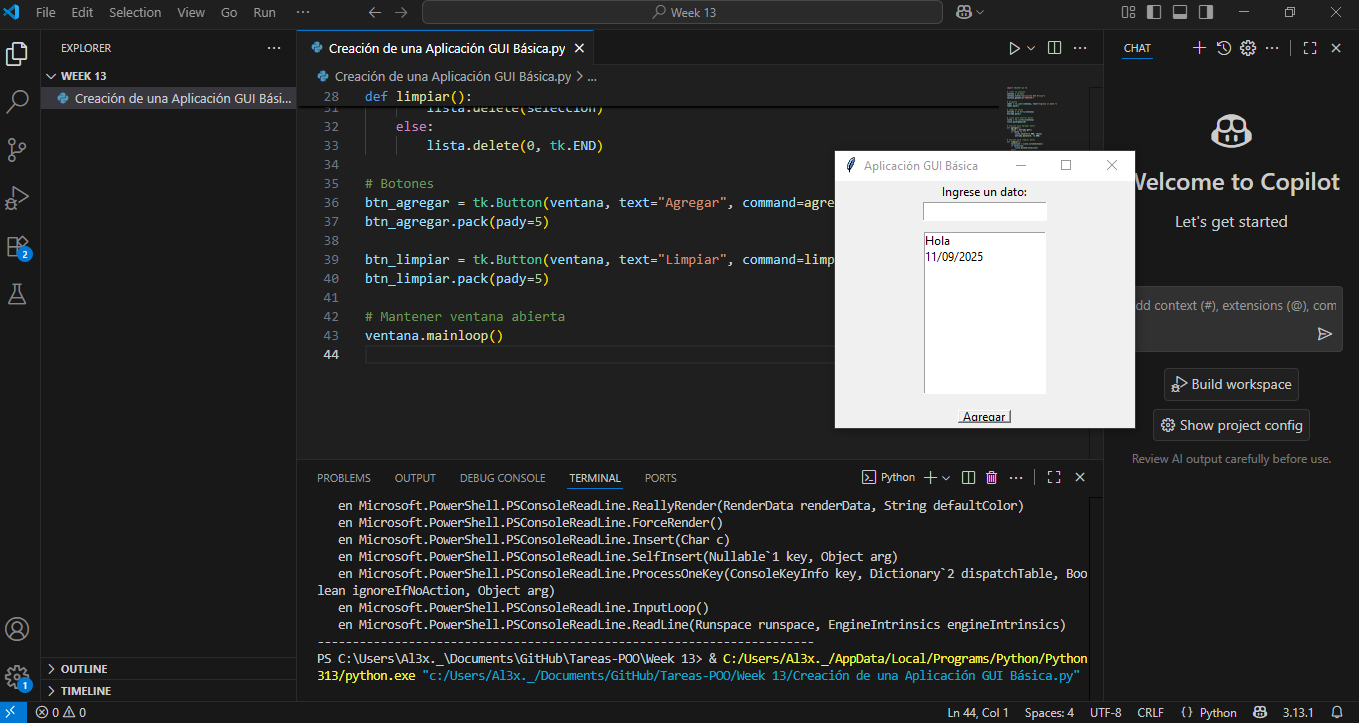 File Edit Selection View Go Run ··· Week 13
EXPLORER ···
WEEK 13
Creación de una Aplicación GUI Bási...
2
1
OUTLINE
TIMELINE
Creación de una Aplicación GUI Básica.py
Creación de una Aplicación GUI Básica.py > ...
28 def limpiar():
31 lista.delete(seleccion)
32 else:
33 lista.delete(0, tk.END)
34
35 # Botones
36 btn_agregar = tk.Button(ventana, text="Agregar", command=agre
37 btn_agregar.pack(pady=5)
38
39 btn_limpiar = tk.Button(ventana, text="Limpiar", command=limp
40 btn_limpiar.pack(pady=5)
41
42 # Mantener ventana abierta
43 ventana.mainloop()
44
Aplicación GUI Básica
Ingrese un dato:
Hola
11/09/2025
Agregar
CHAT
Welcome to Copilot
Let's get started
dd context (#), extensions (@), com
Build workspace
Show project config
Review AI output carefully before use.
PROBLEMS OUTPUT DEBUG CONSOLE TERMINAL PORTS Python
en Microsoft.PowerShell.PSConsoleReadLine.ReallyRender(RenderData renderData, String defaultColor)
en Microsoft.PowerShell.PSConsoleReadLine.ForceRender()
en Microsoft.PowerShell.PSConsoleReadLine.Insert(Char c)
en Microsoft.PowerShell.PSConsoleReadLine.SelfInsert(Nullable`1 key, Object arg)
en Microsoft.PowerShell.PSConsoleReadLine.ProcessOneKey(ConsoleKeyInfo key, Dictionary`2 dispatchTable, Boo
lean ignoreIfNoAction, Object arg)
en Microsoft.PowerShell.PSConsoleReadLine.InputLoop()
en Microsoft.PowerShell.PSConsoleReadLine.ReadLine(Runspace runspace, EngineIntrinsics engineIntrinsics)
-----------------------------------------------------------------------
PS C:\Users\Al3x._\Documents\GitHub\Tareas-POO\Week 13> & C:/Users/Al3x._/AppData/Local/Programs/Python/Python
313/python.exe "c:/Users/Al3x._/Documents/GitHub/Tareas-POO/Week 13/Creación de una Aplicación GUI Básica.py"
0 0 Ln 44, Col 1 Spaces: 4 UTF-8 CRLF {} Python 3.13.1